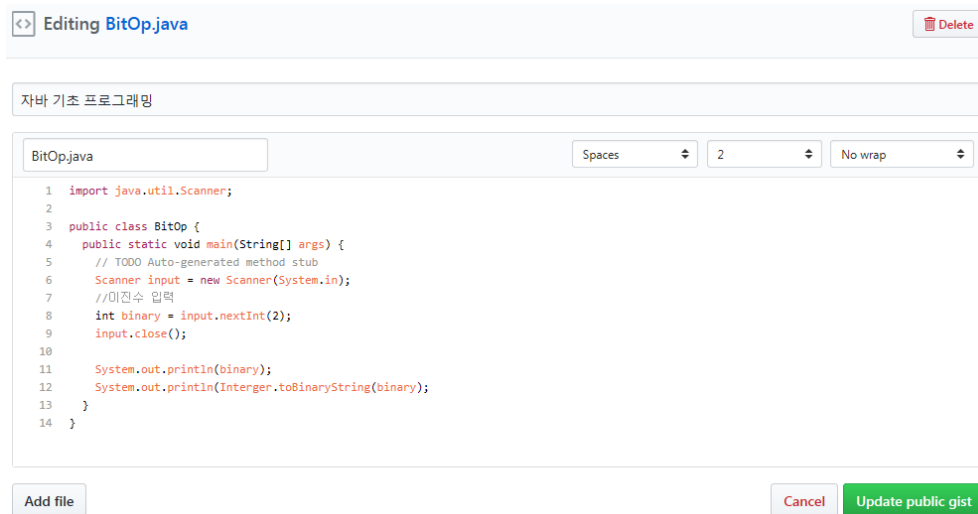 <> Editing BitOp.java Delete
자바 기초 프로그래밍
BitOp.java Spaces 2 No wrap
1 import java.util.Scanner;
2
3 public class BitOp {
4 public static void main(String[] args) {
5 // TODO Auto-generated method stub
6 Scanner input = new Scanner(System.in);
7 //이진수 입력
8 int binary = input.nextInt(2);
9 input.close();
10
11 System.out.println(binary);
12 System.out.println(Interger.toBinaryString(binary);
13 }
14 }
Add file Cancel Update public gist